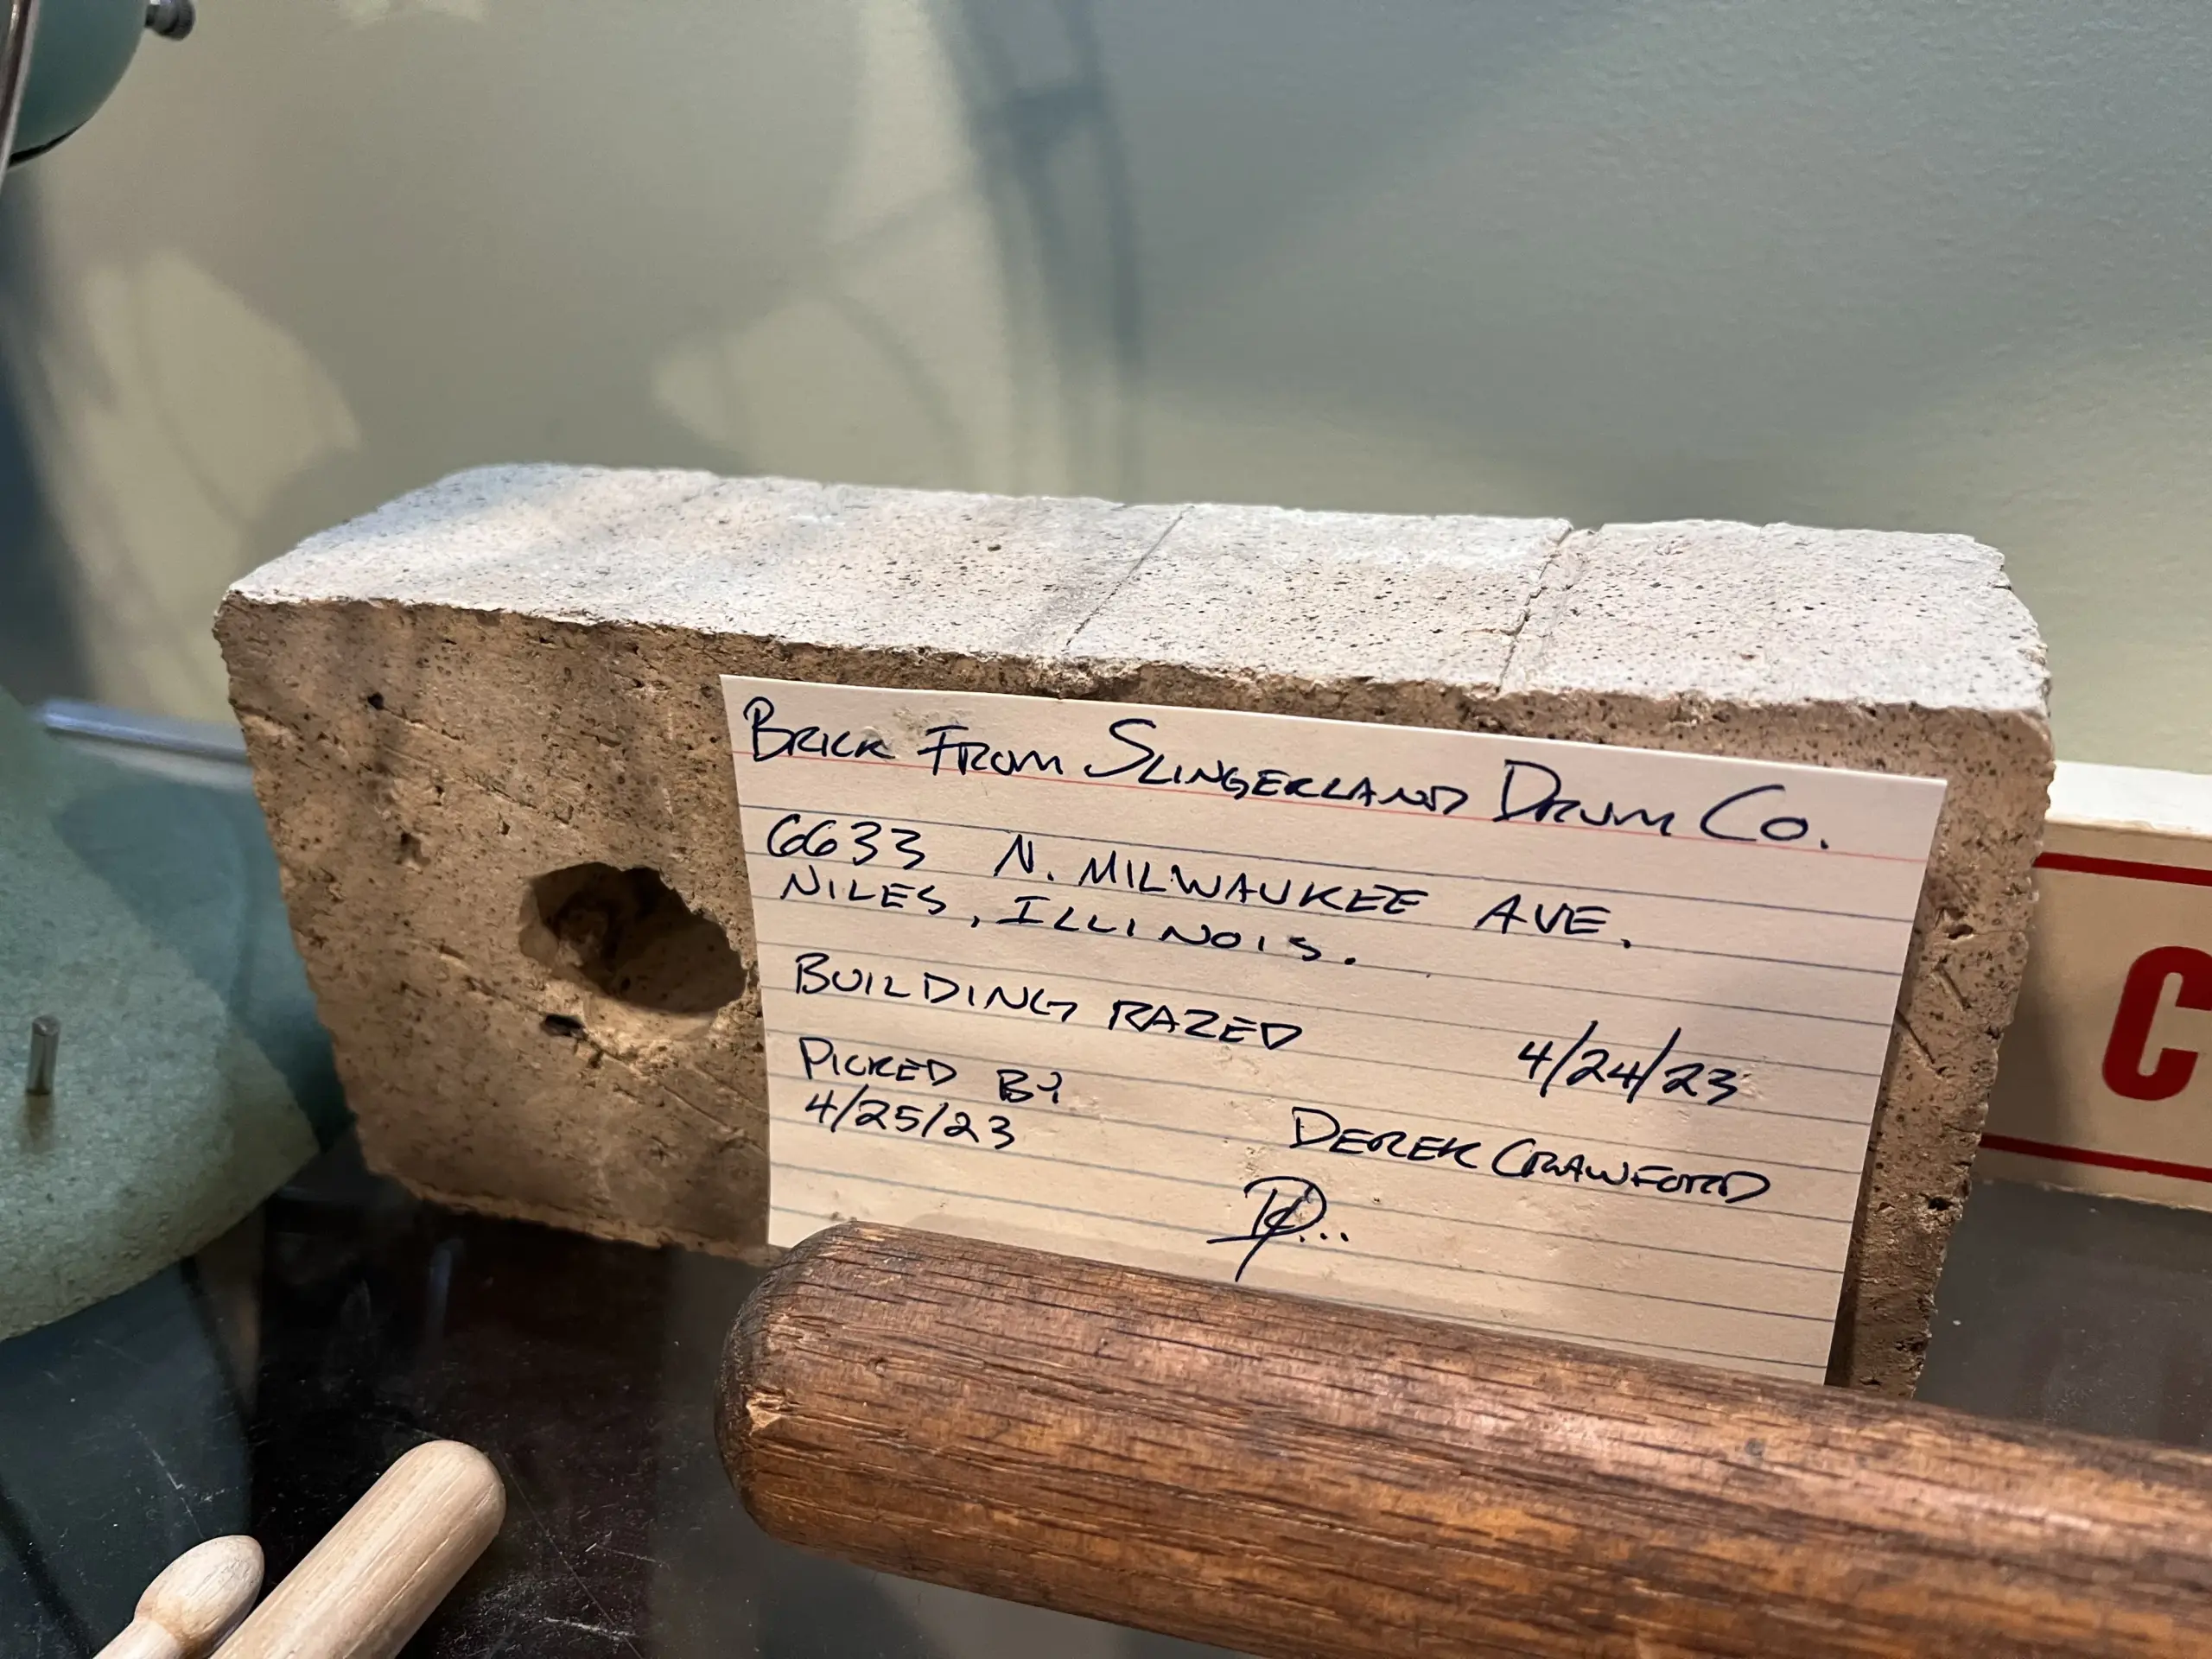 BRICK FROM SLINGERLAND DRUM CO.
6633 N. MILWAUKEE AVE.
NILES, ILLINOIS.
BUILDING RAZED 4/24/23
PICKED BY DEREK CRAWFORD
4/25/23
C